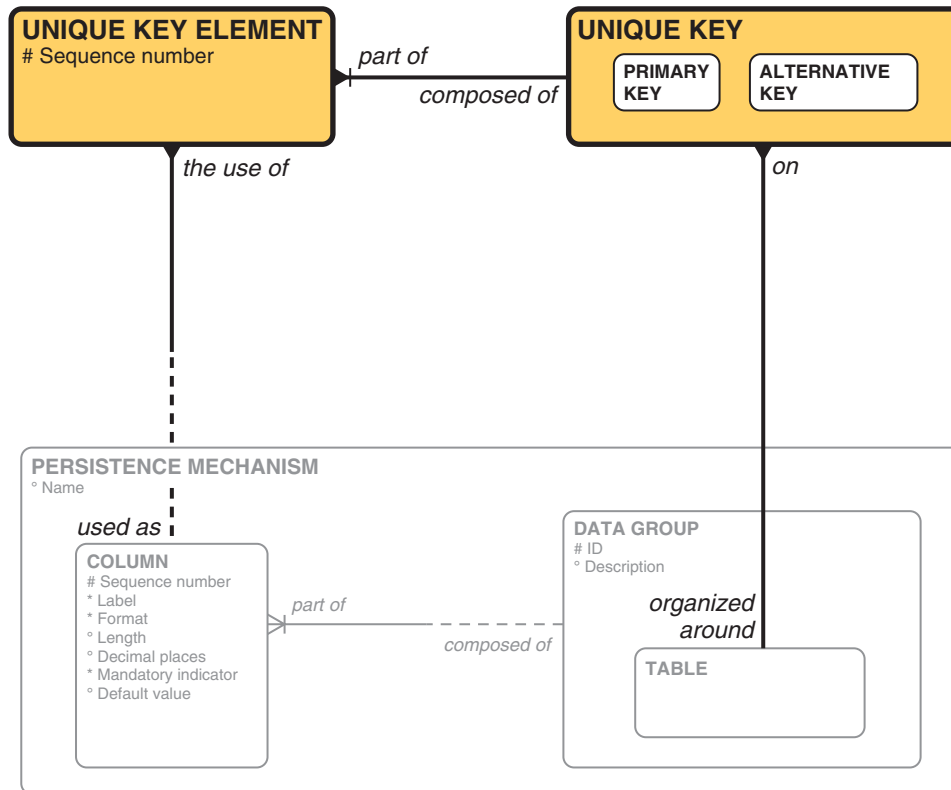 UNIQUE KEY ELEMENT
# Sequence number
part of
composed of
UNIQUE KEY
PRIMARY
KEY
ALTERNATIVE
KEY
the use of
on
PERSISTENCE MECHANISM
° Name
used as
COLUMN
# Sequence number
* Label
* Format
° Length
° Decimal places
* Mandatory indicator
° Default value
part of
composed of
DATA GROUP
# ID
° Description
organized
around
TABLE